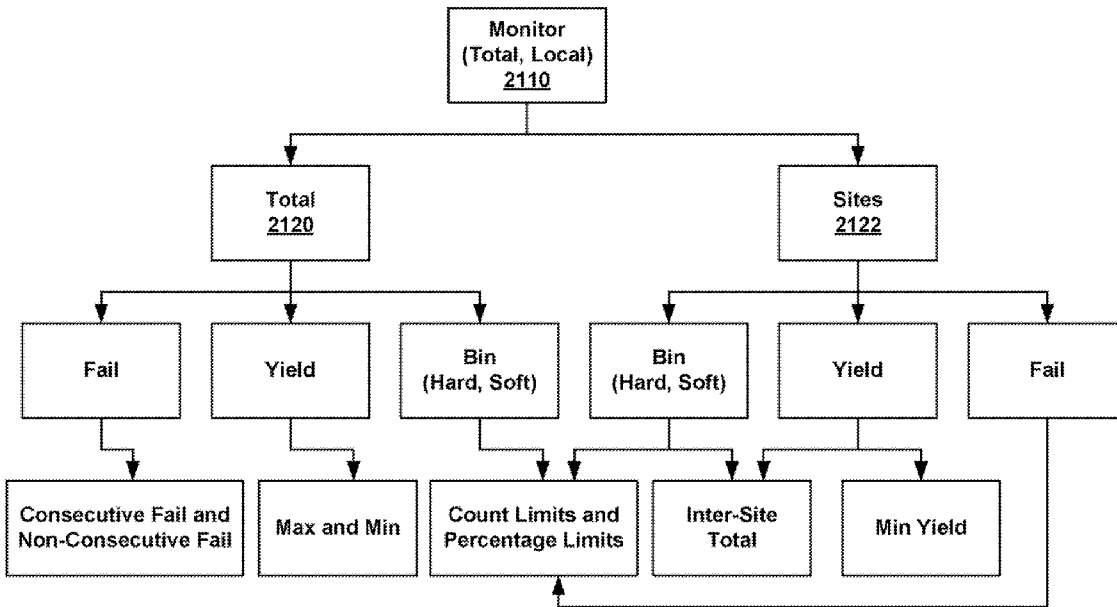 Monitor
(Total, Local)
2110
Total
2120
Sites
2122
Fail
Yield
Bin
(Hard, Soft)
Bin
(Hard, Soft)
Yield
Fail
Consecutive Fail and
Non-Consecutive Fail
Max and Min
Count Limits and
Percentage Limits
Inter-Site
Total
Min Yield